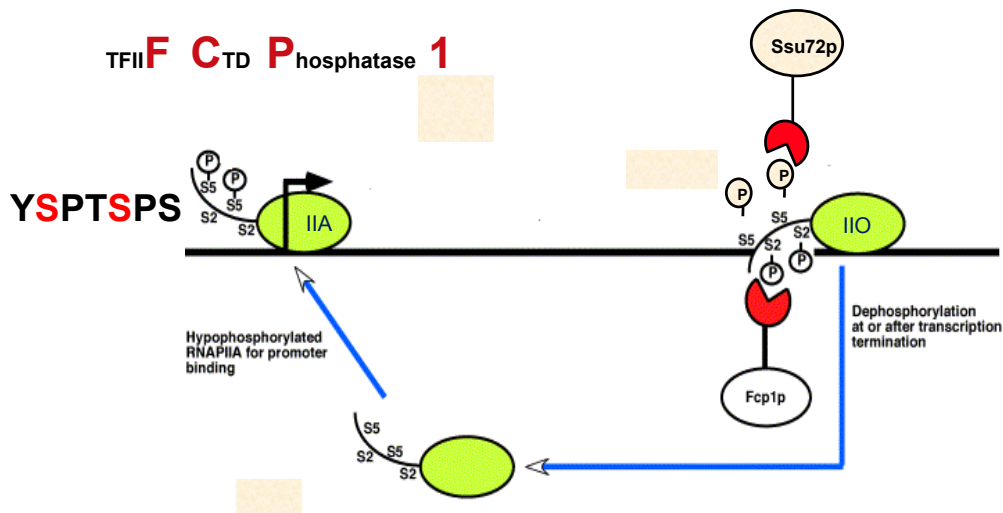 TFIIF CTD Phosphatase 1
Ssu72p
P
P
P
P
S5
S5
S2
S2
YSPTSPS
IIA
S5
S2
S5
S2
P
P
IIO
Hypophosphorylated
RNAPIIA for promoter
binding
Dephosphorylation
at or after transcription
termination
Fcp1p
S5
S2
S5
S2